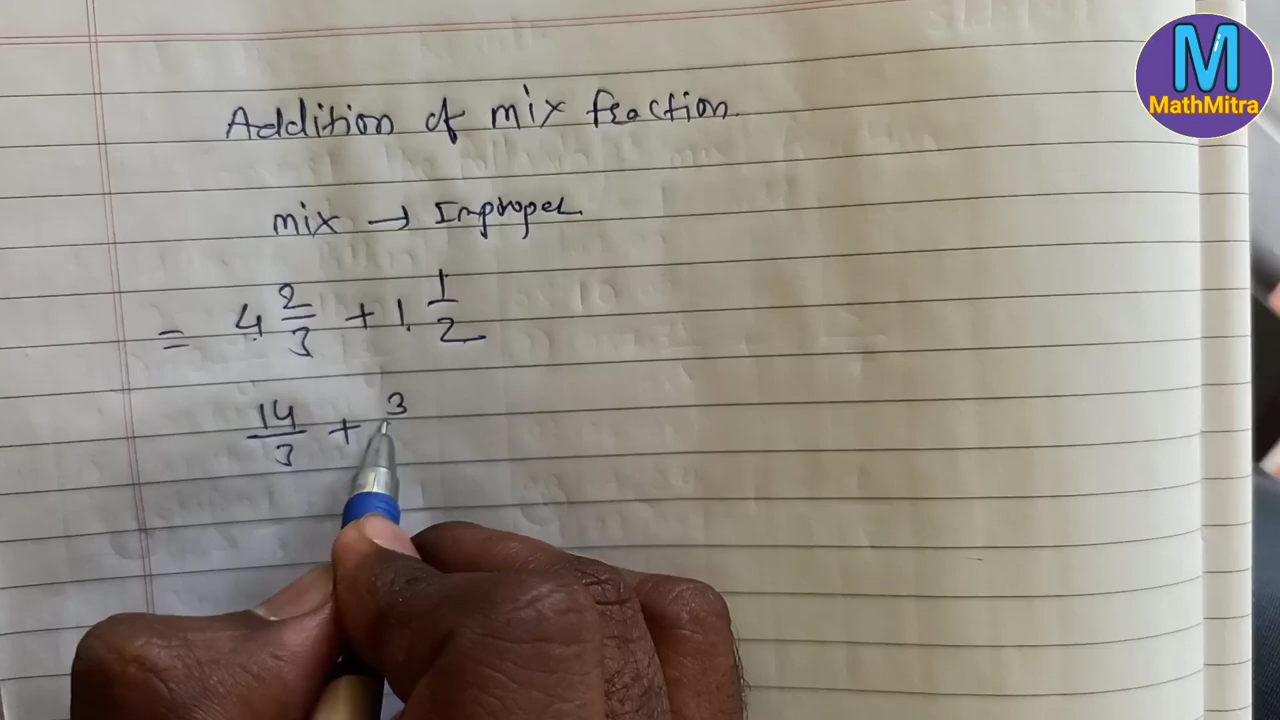 M
MathMitra
Addition of mix fraction.
mix → Improper
= 4 2/3 + 1 1/2
14/3 + 3